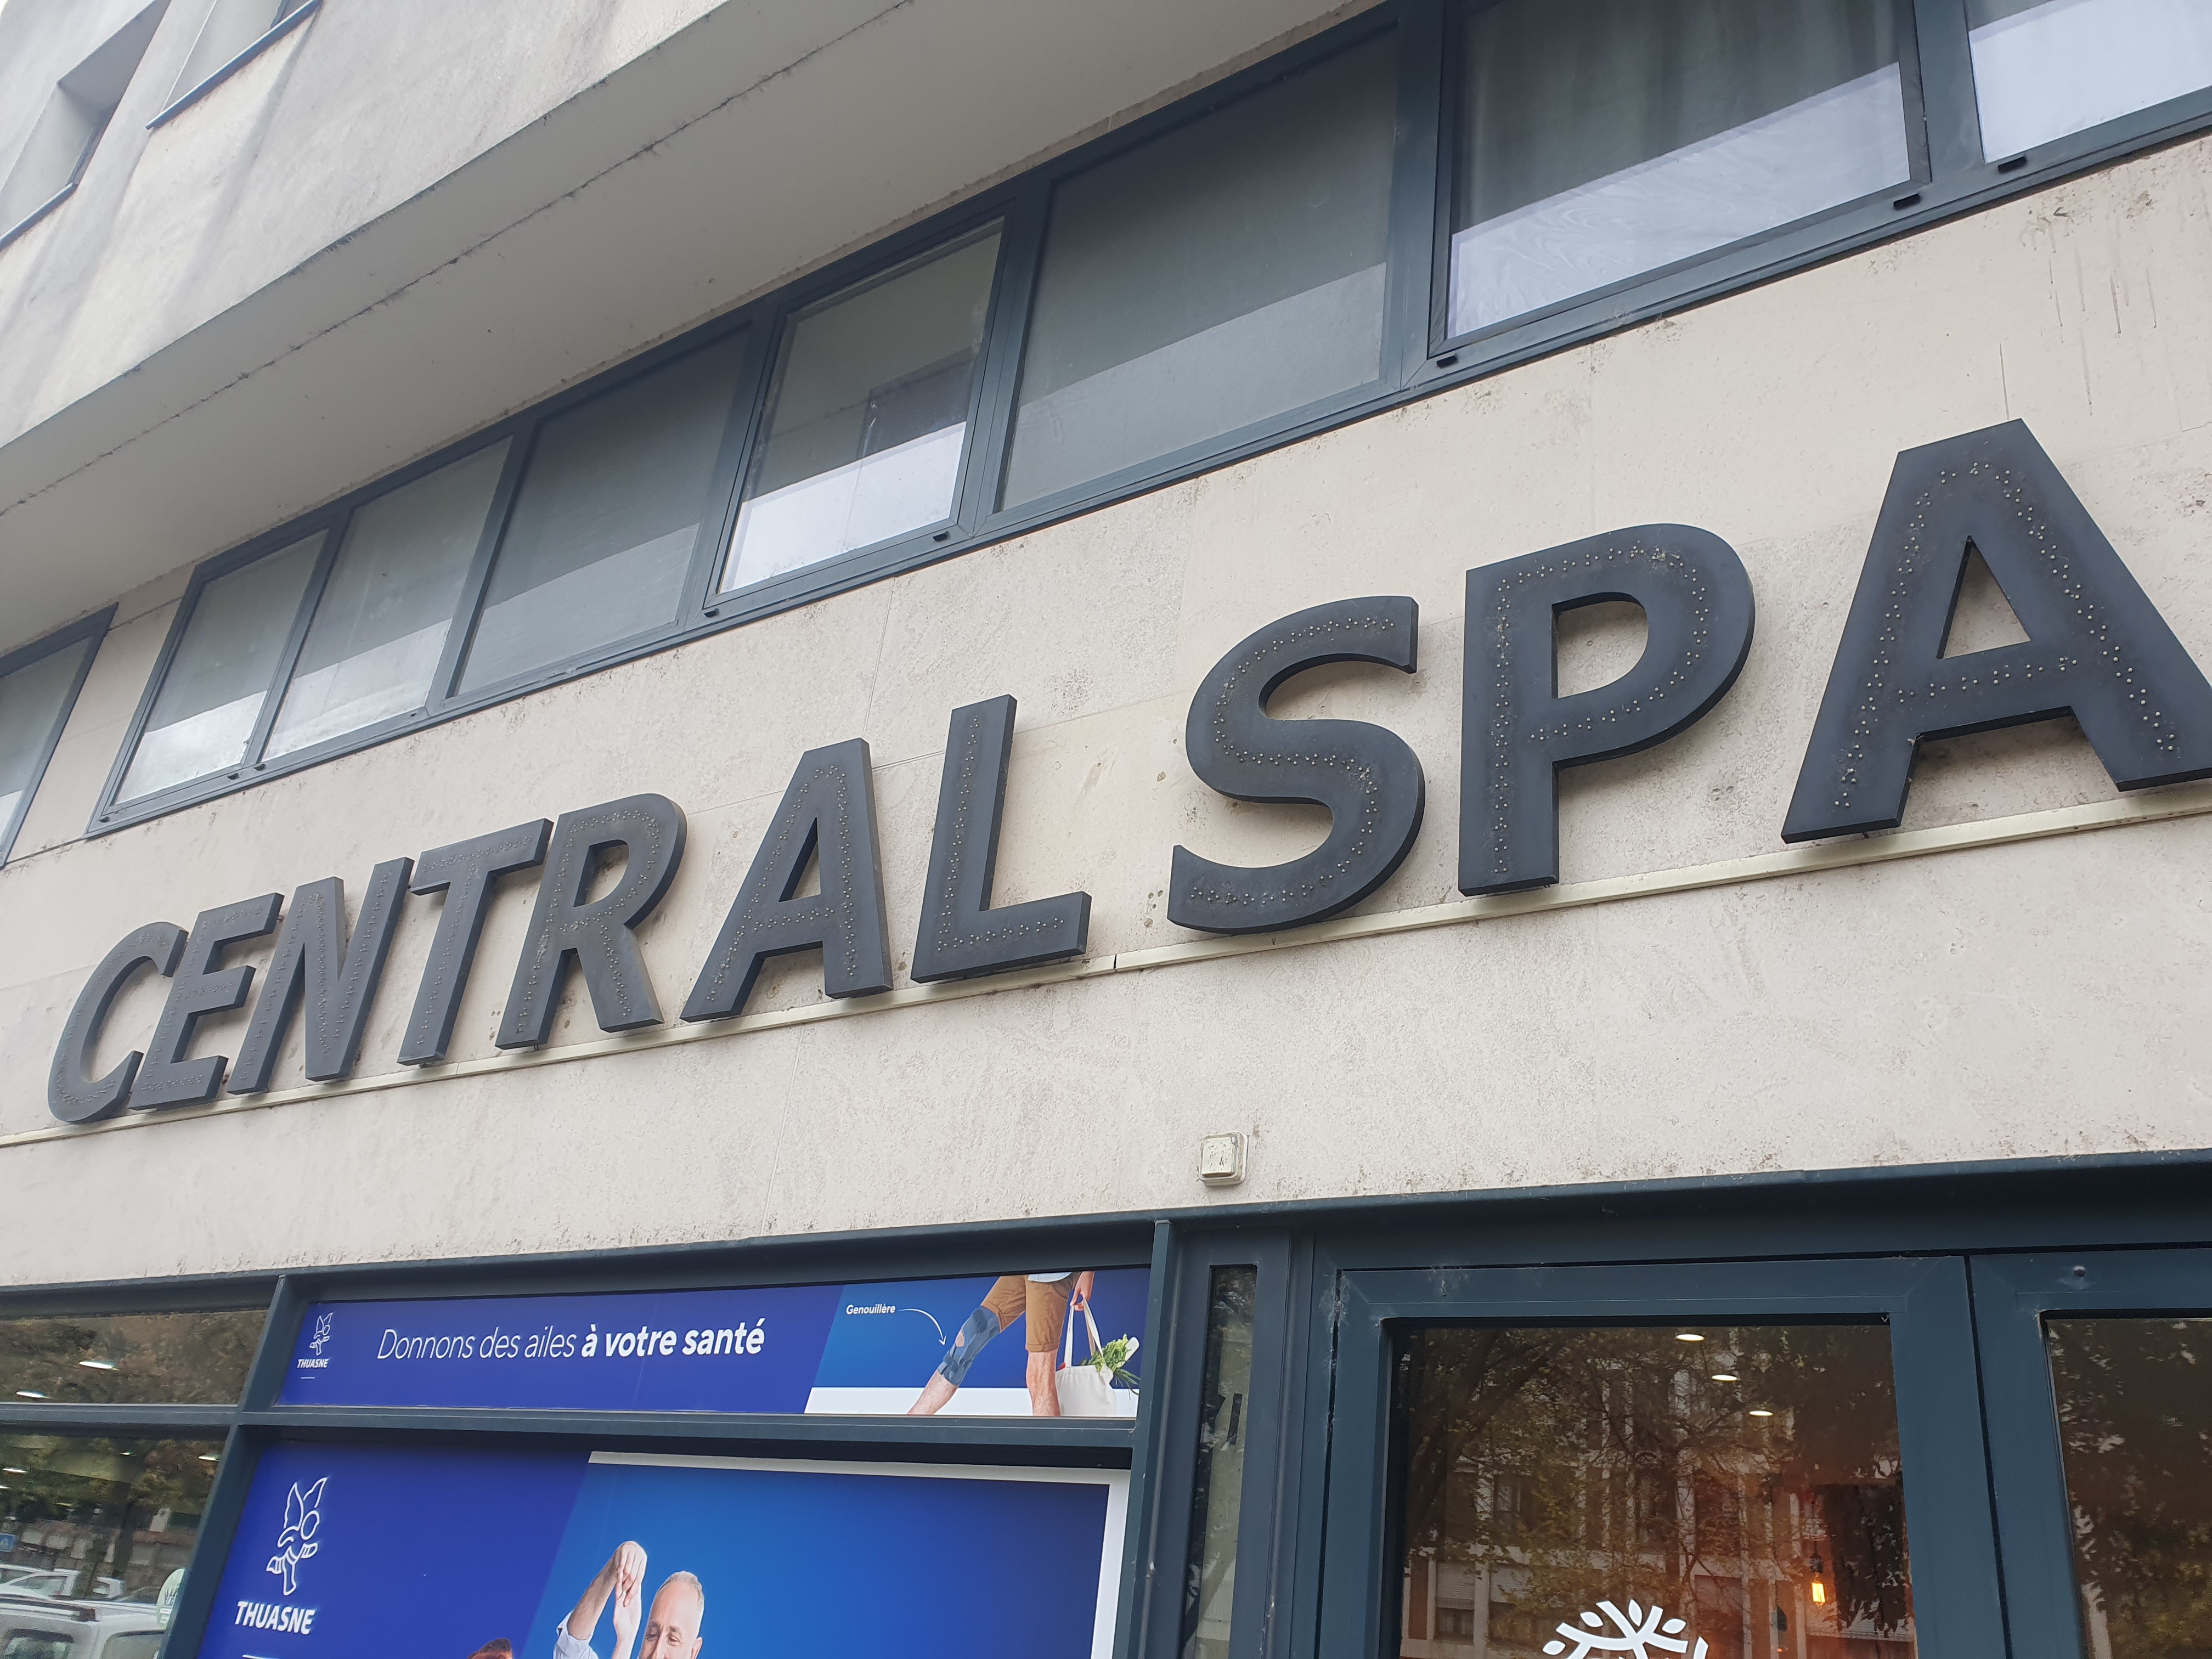 CENTRAL SPA
THUASNE
Donnons des ailes à votre santé
Genouillère
THUASNE